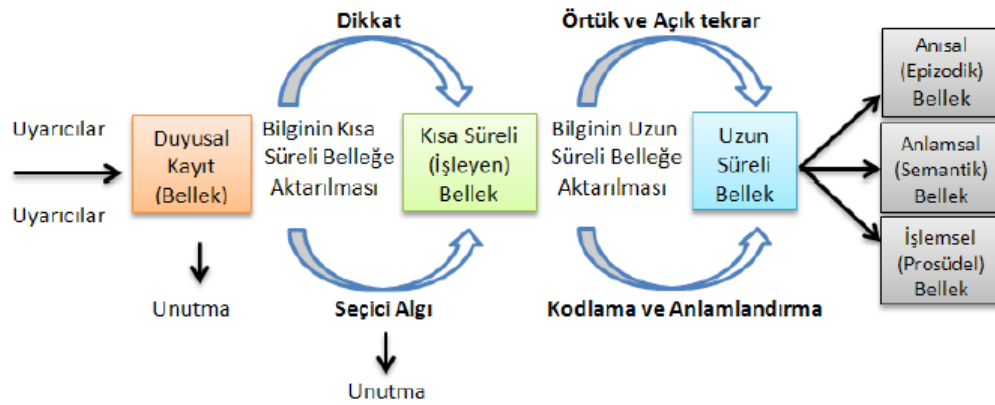 Dikkat
Örtük ve Açık tekrar
Uyarıcılar
Uyarıcılar
Duyusal
Kayıt
(Bellek)
Unutma
Bilginin Kısa
Süreli Belleğe
Aktarılması
Seçici Algı
Unutma
Kısa Süreli
(İşleyen)
Bellek
Bilginin Uzun
Süreli Belleğe
Aktarılması
Kodlama ve Anlamlandırma
Uzun
Süreli
Bellek
Anısal
(Epizodik)
Bellek
Anlamsal
(Semantik)
Bellek
İşlemsel
(Prosüdel)
Bellek